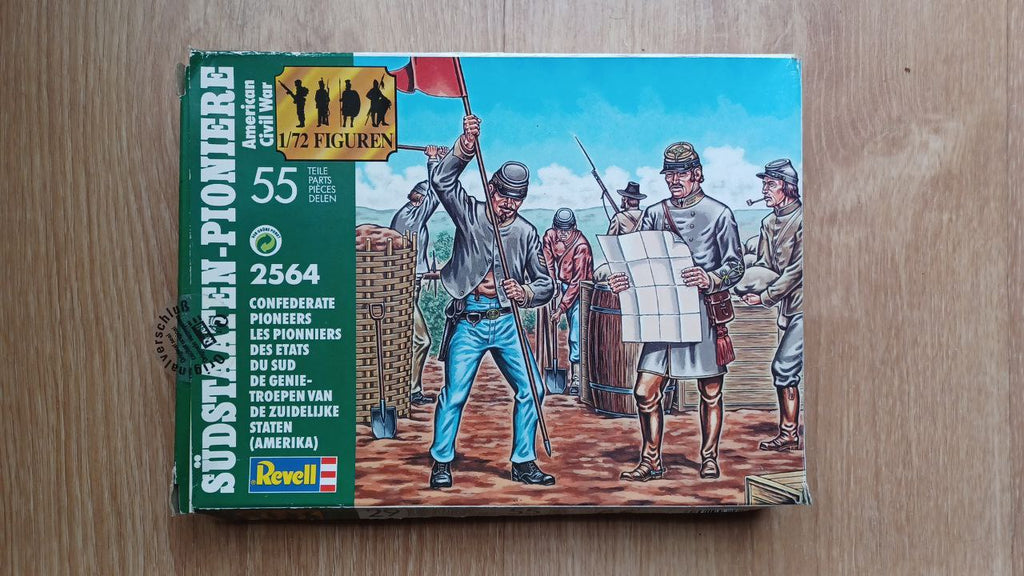 SÜDSTAATEN-PIONIERE
American
Civil War
1/72 FIGUREN
55
TEILE
PARTS
PIÈCES
DELEN
2564
CONFEDERATE
PIONEERS
LES PIONNIERS
DES ETATS
DU SUD
DE GENIE-
TROEPEN VAN
DE ZUIDELIJKE
STATEN
(AMERIKA)
Revell
Originalverschluß